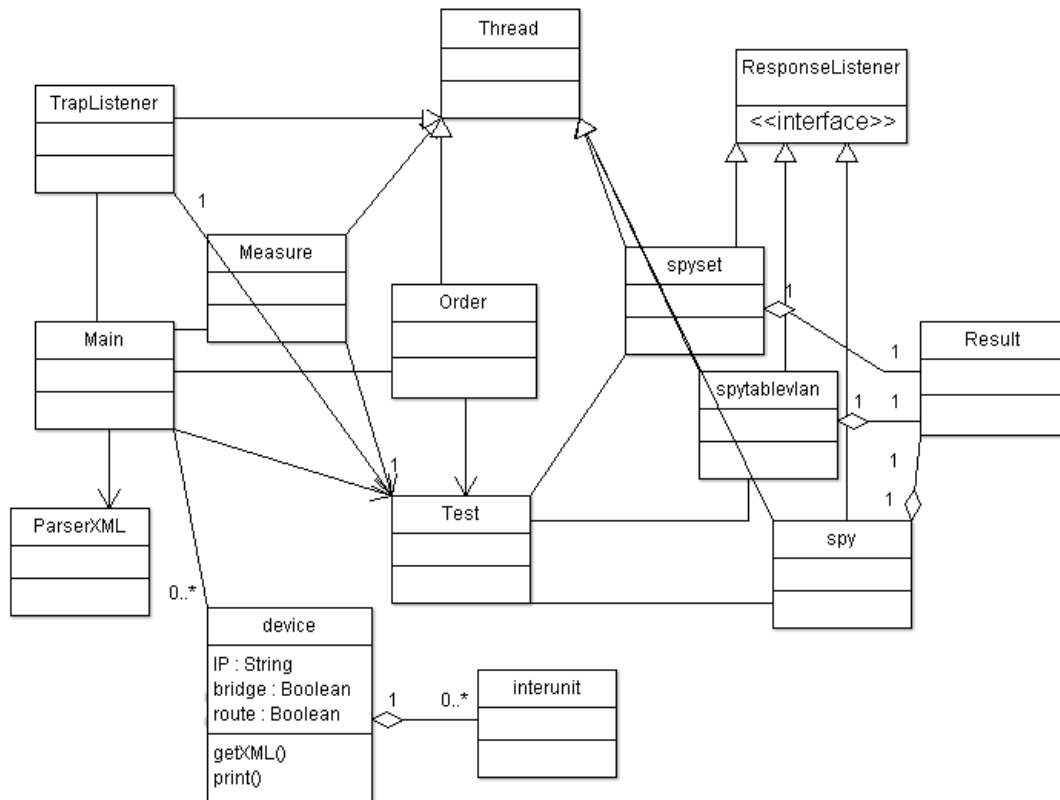 Thread
ResponseListener
<<interface>>
TrapListener
1
Measure
spyset
Order
1
Main
1
Result
spytablevlan
1
1
1
1
1
Test
ParserXML
spy
0..*
device
IP : String
bridge : Boolean
route : Boolean
getXML()
print()
1
0..*
interunit